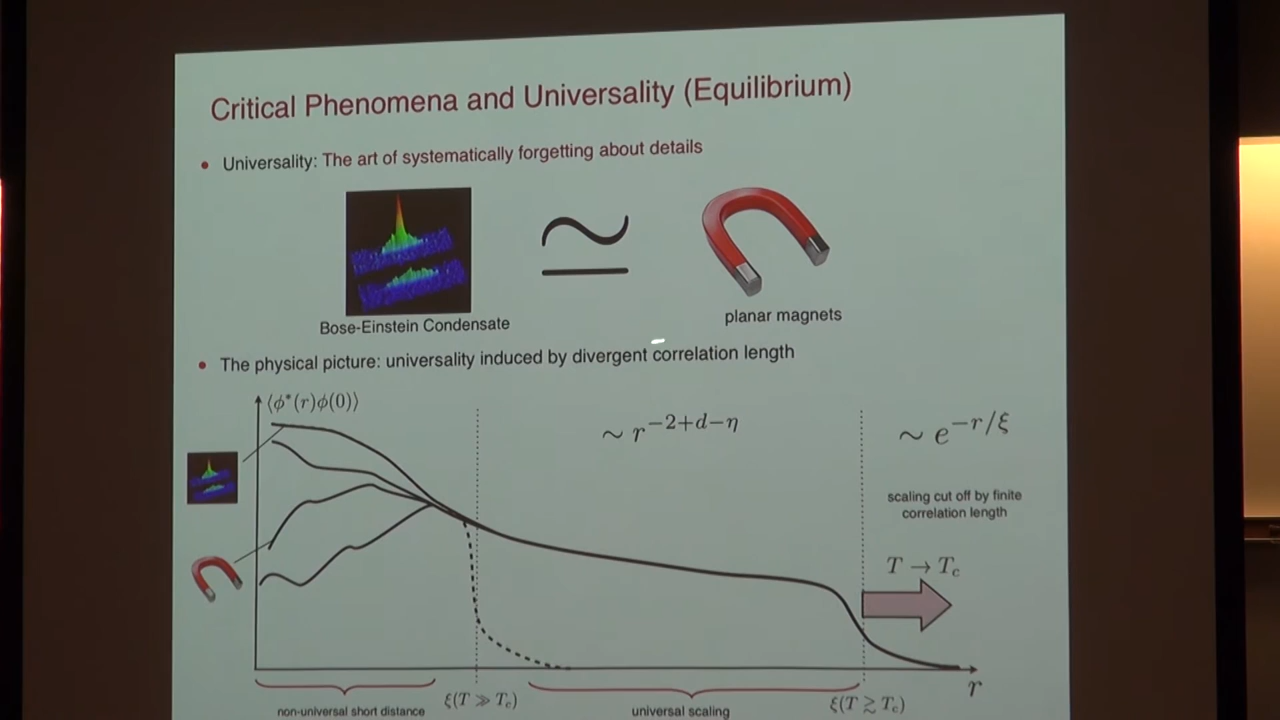 Critical Phenomena and Universality (Equilibrium)
• Universality: The art of systematically forgetting about details
≃
Bose-Einstein Condensate
planar magnets
• The physical picture: universality induced by divergent correlation length
⟨ϕ*(r)ϕ(0)⟩
∼ r^{-2+d-η}
∼ e^{-r/ξ}
scaling cut off by finite
correlation length
T → T_c
r
ξ(T ≫ T_c)
ξ(T ≳ T_c)
non-universal short distance
universal scaling